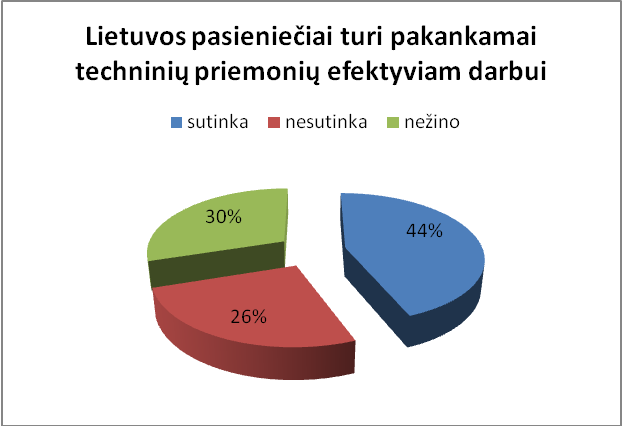 Lietuvos pasieniečiai turi pakankamai
techninių priemonių efektyviam darbui
sutinka nesutinka nežino
30%
44%
26%